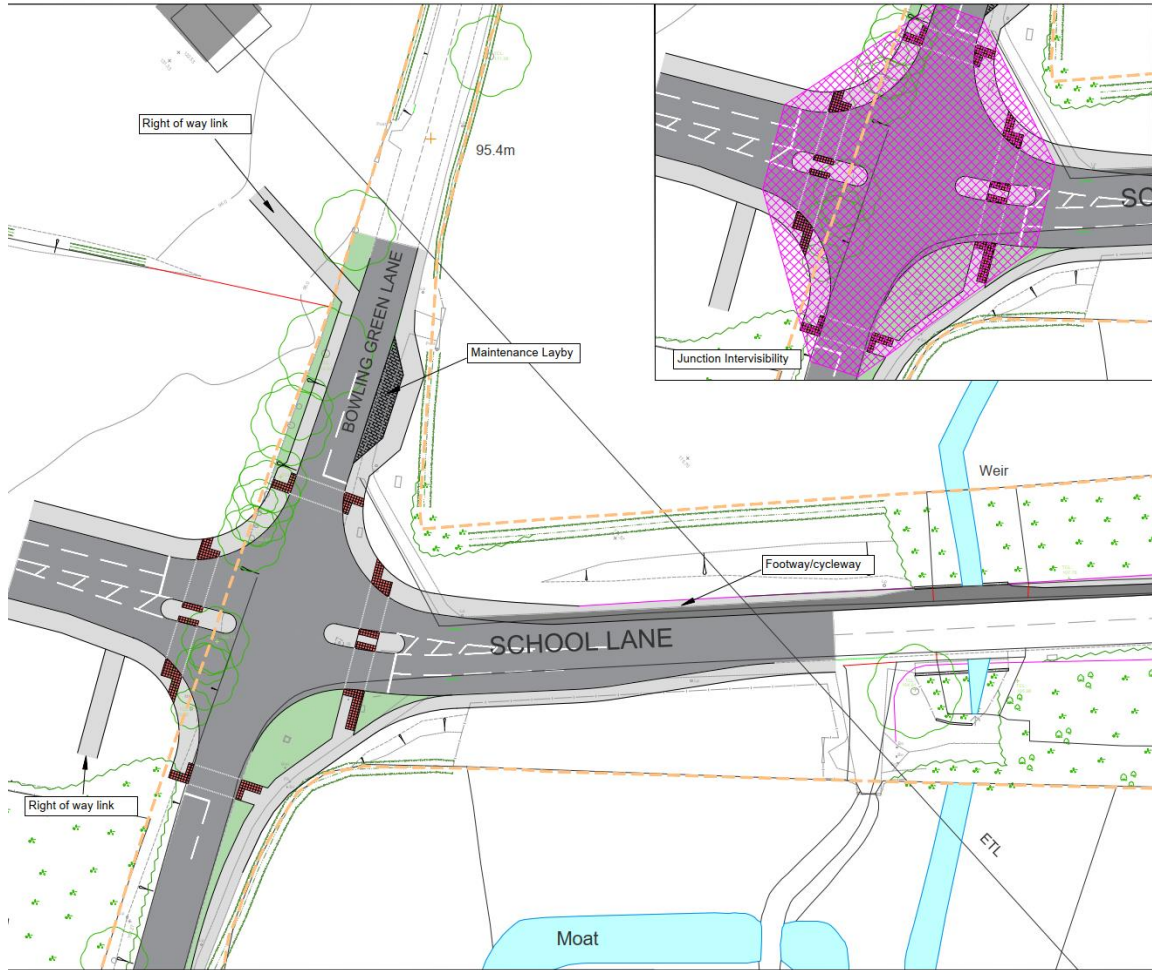 Right of way link
95.4m
BOWLING GREEN LANE
Maintenance Layby
SC
Junction Intervisibility
Weir
Footway/cycleway
SCHOOL LANE
Right of way link
ETL
Moat